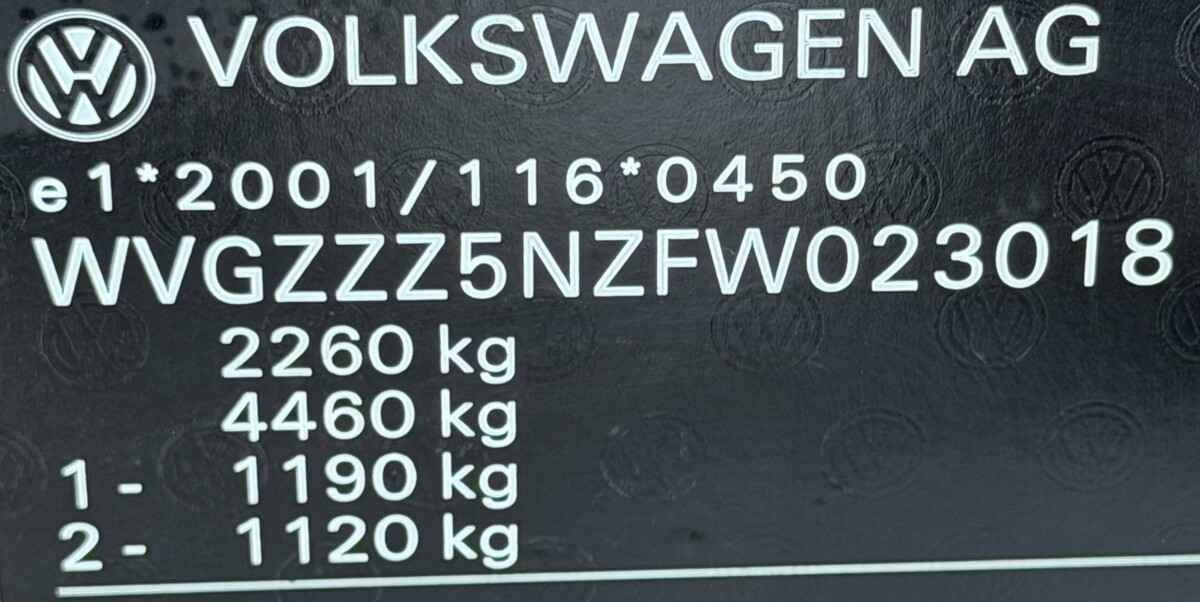 VOLKSWAGEN AG
e1*2001/116*0450
WVGZZZ5NZFW023018
2260 kg
4460 kg
1- 1190 kg
2- 1120 kg